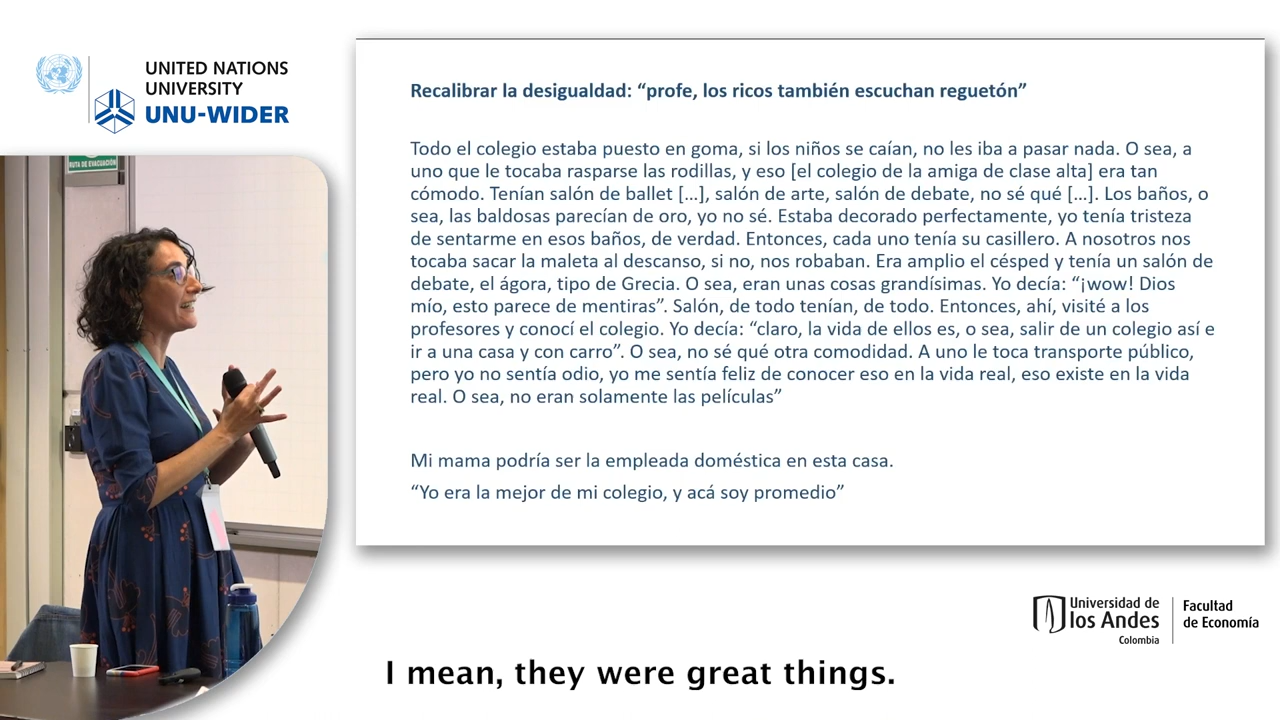 UNITED NATIONS
UNIVERSITY
UNU-WIDER
RUTA DE EVACUACIÓN
Recalibrar la desigualdad: “profe, los ricos también escuchan reguetón”
Todo el colegio estaba puesto en goma, si los niños se caían, no les iba a pasar nada. O sea, a
uno que le tocaba rasparse las rodillas, y eso [el colegio de la amiga de clase alta] era tan
cómodo. Tenían salón de ballet [...], salón de arte, salón de debate, no sé qué [...]. Los baños, o
sea, las baldosas parecían de oro, yo no sé. Estaba decorado perfectamente, yo tenía tristeza
de sentarme en esos baños, de verdad. Entonces, cada uno tenía su casillero. A nosotros nos
tocaba sacar la maleta al descanso, si no, nos robaban. Era amplio el césped y tenía un salón de
debate, el ágora, tipo de Grecia. O sea, eran unas cosas grandísimas. Yo decía: “¡wow! Dios
mío, esto parece de mentiras”. Salón, de todo tenían, de todo. Entonces, ahí, visité a los
profesores y conocí el colegio. Yo decía: “claro, la vida de ellos es, o sea, salir de un colegio así e
ir a una casa y con carro”. O sea, no sé qué otra comodidad. A uno le toca transporte público,
pero yo no sentía odio, yo me sentía feliz de conocer eso en la vida real, eso existe en la vida
real. O sea, no eran solamente las películas”
Mi mama podría ser la empleada doméstica en esta casa.
“Yo era la mejor de mi colegio, y acá soy promedio”
Universidad de
los Andes
Colombia
Facultad
de Economía
I mean, they were great things.